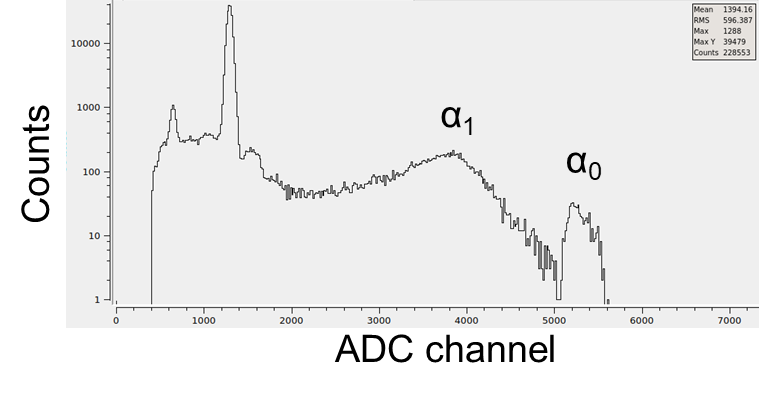 Mean 1394.16
RMS 596.387
Max 1288
Max Y 39479
Counts 228553
10000
1000
100
10
1
Counts
α₁
α₀
0 1000 2000 3000 4000 5000 6000 7000
ADC channel